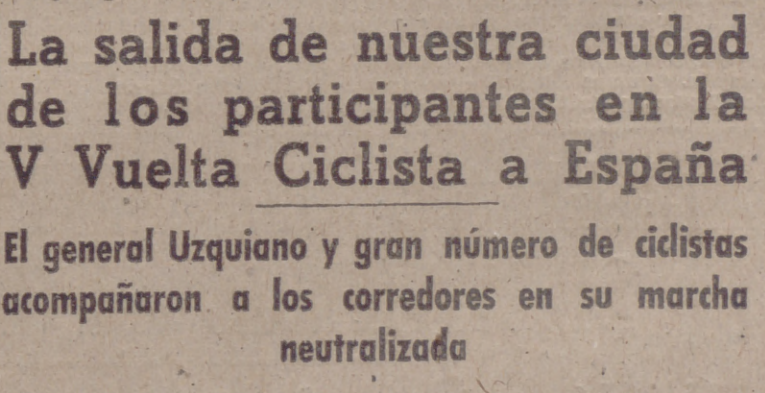 La salida de nuestra ciudad
de los participantes en la
V Vuelta Ciclista a España
El general Uzquiano y gran número de ciclistas
acompañaron a los corredores en su marcha
neutralizada